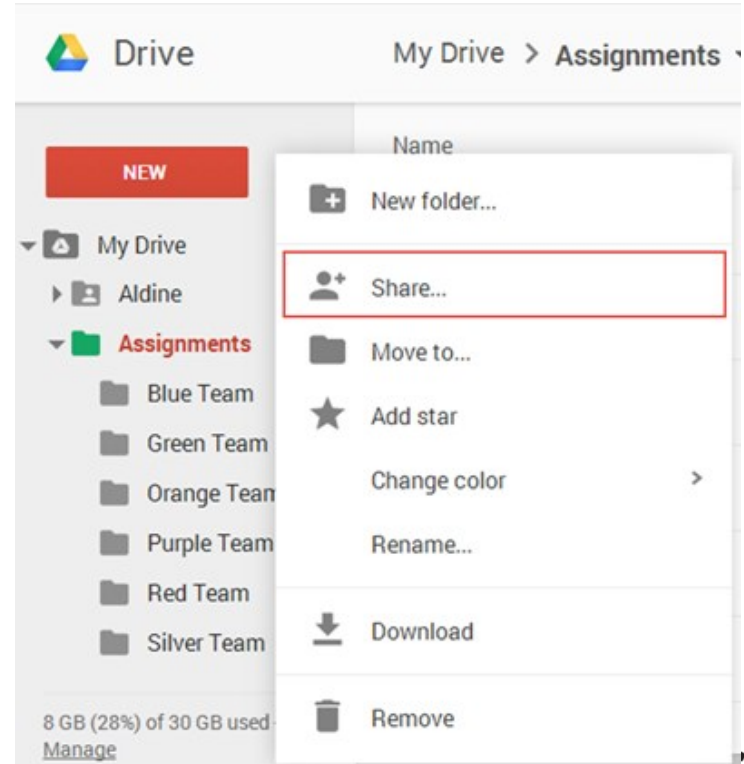 Drive
My Drive > Assignments
Name
NEW
My Drive
Aldine
Assignments
Blue Team
Green Team
Orange Team
Purple Team
Red Team
Silver Team
8 GB (28%) of 30 GB used
Manage
New folder...
Share...
Move to...
Add star
Change color >
Rename...
Download
Remove